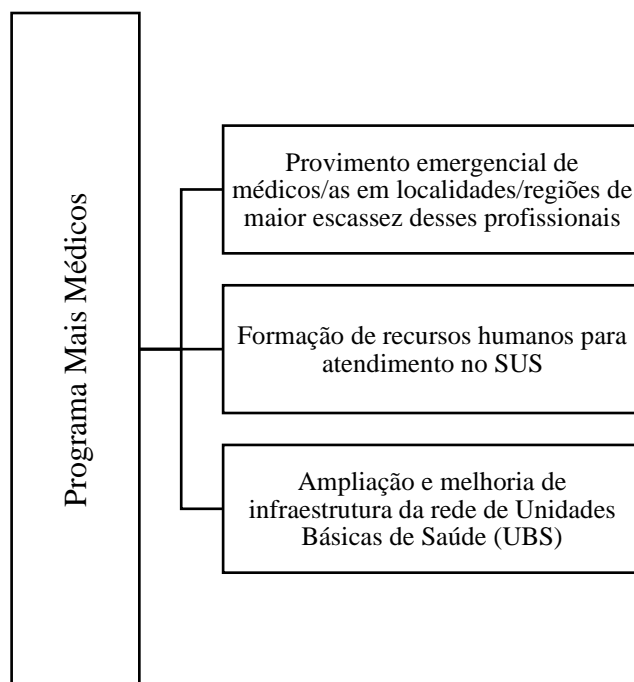 Programa Mais Médicos
Provimento emergencial de
médicos/as em localidades/regiões de
maior escassez desses profissionais
Formação de recursos humanos para
atendimento no SUS
Ampliação e melhoria de
infraestrutura da rede de Unidades
Básicas de Saúde (UBS)